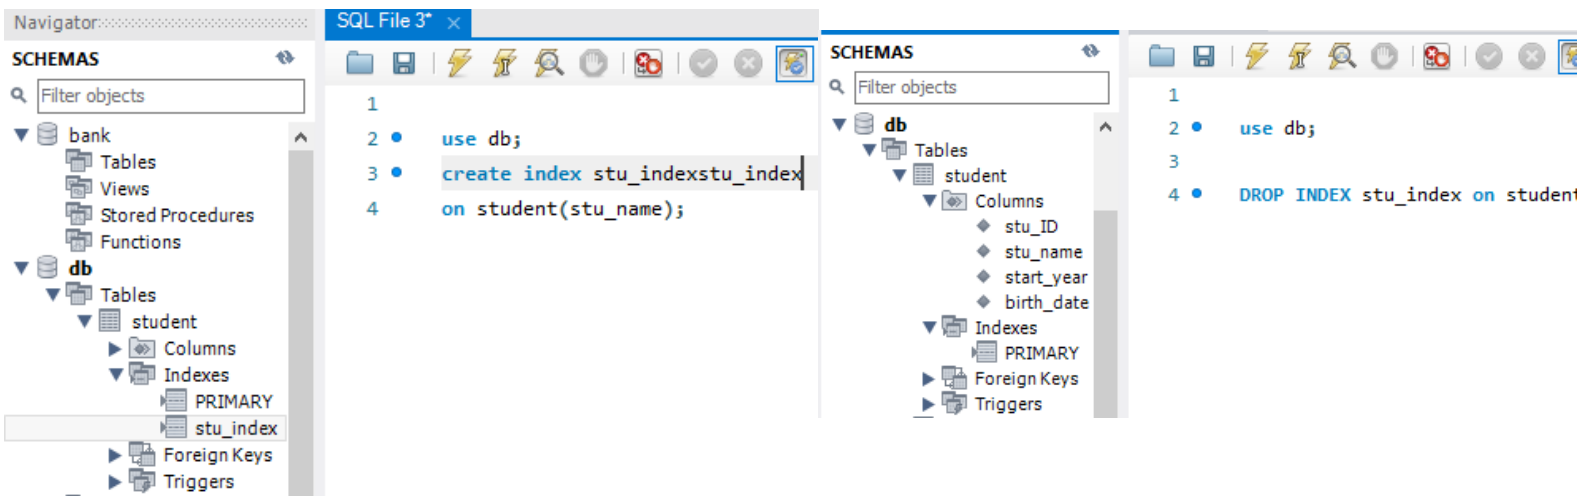 Navigator
SCHEMAS
Filter objects
bank
Tables
Views
Stored Procedures
Functions
db
Tables
student
Columns
Indexes
PRIMARY
stu_index
Foreign Keys
Triggers
SQL File 3*
1
2 use db;
3 create index stu_indexstu_index
4 on student(stu_name);
SCHEMAS
Filter objects
db
Tables
student
Columns
stu_ID
stu_name
start_year
birth_date
Indexes
PRIMARY
Foreign Keys
Triggers
1
2 use db;
3
4 DROP INDEX stu_index on student